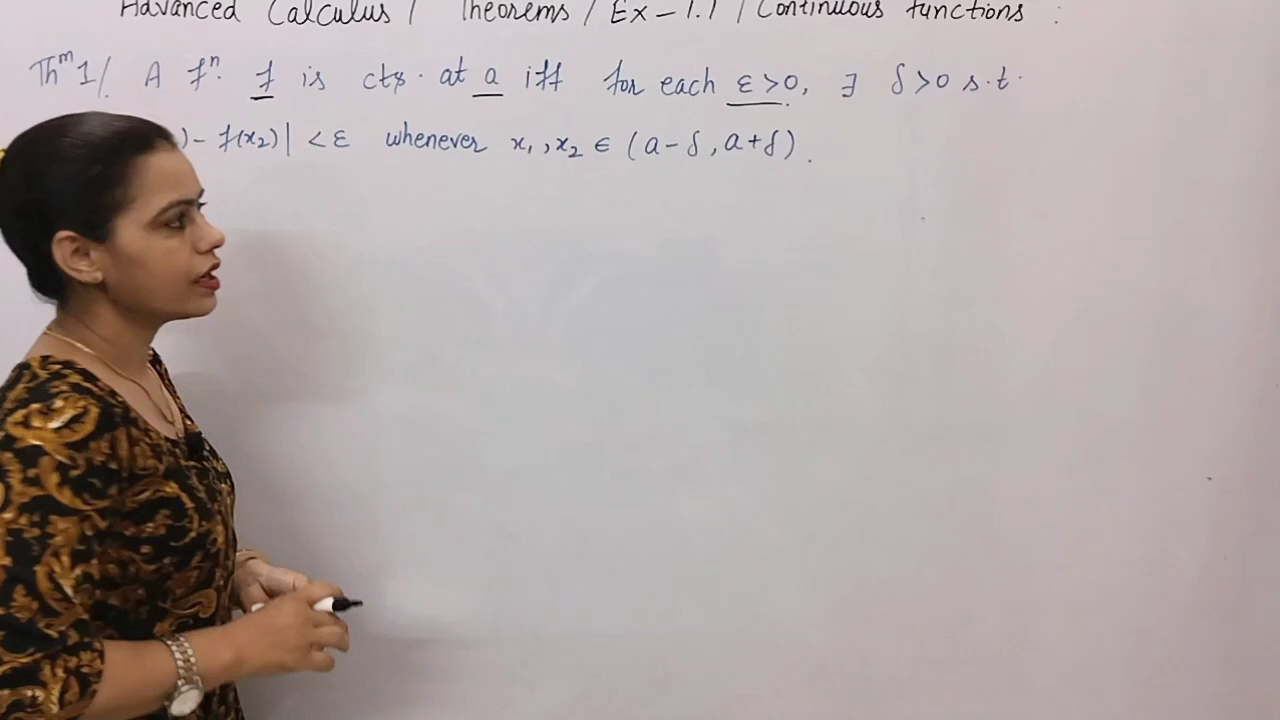 Advanced Calculus / Theorems / Ex - 1.1 / Continuous functions :
Thᵐ 1/. A fⁿ. f is cts. at a iff for each ε > 0, ∃ δ > 0 s.t.
) - f(x₂)| < ε whenever x₁, x₂ ∈ (a - δ, a + δ).